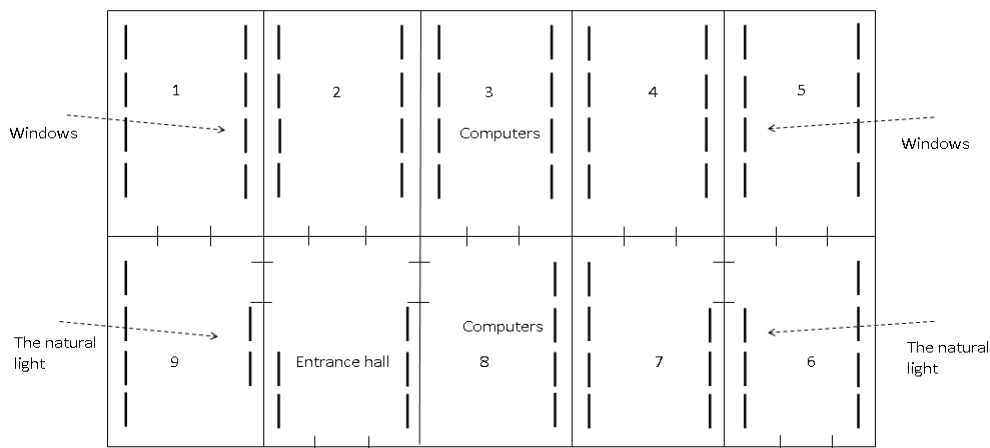 1
2
3
4
5
Computers
Windows
Windows
Computers
The natural
light
9
Entrance hall
8
7
6
The natural
light